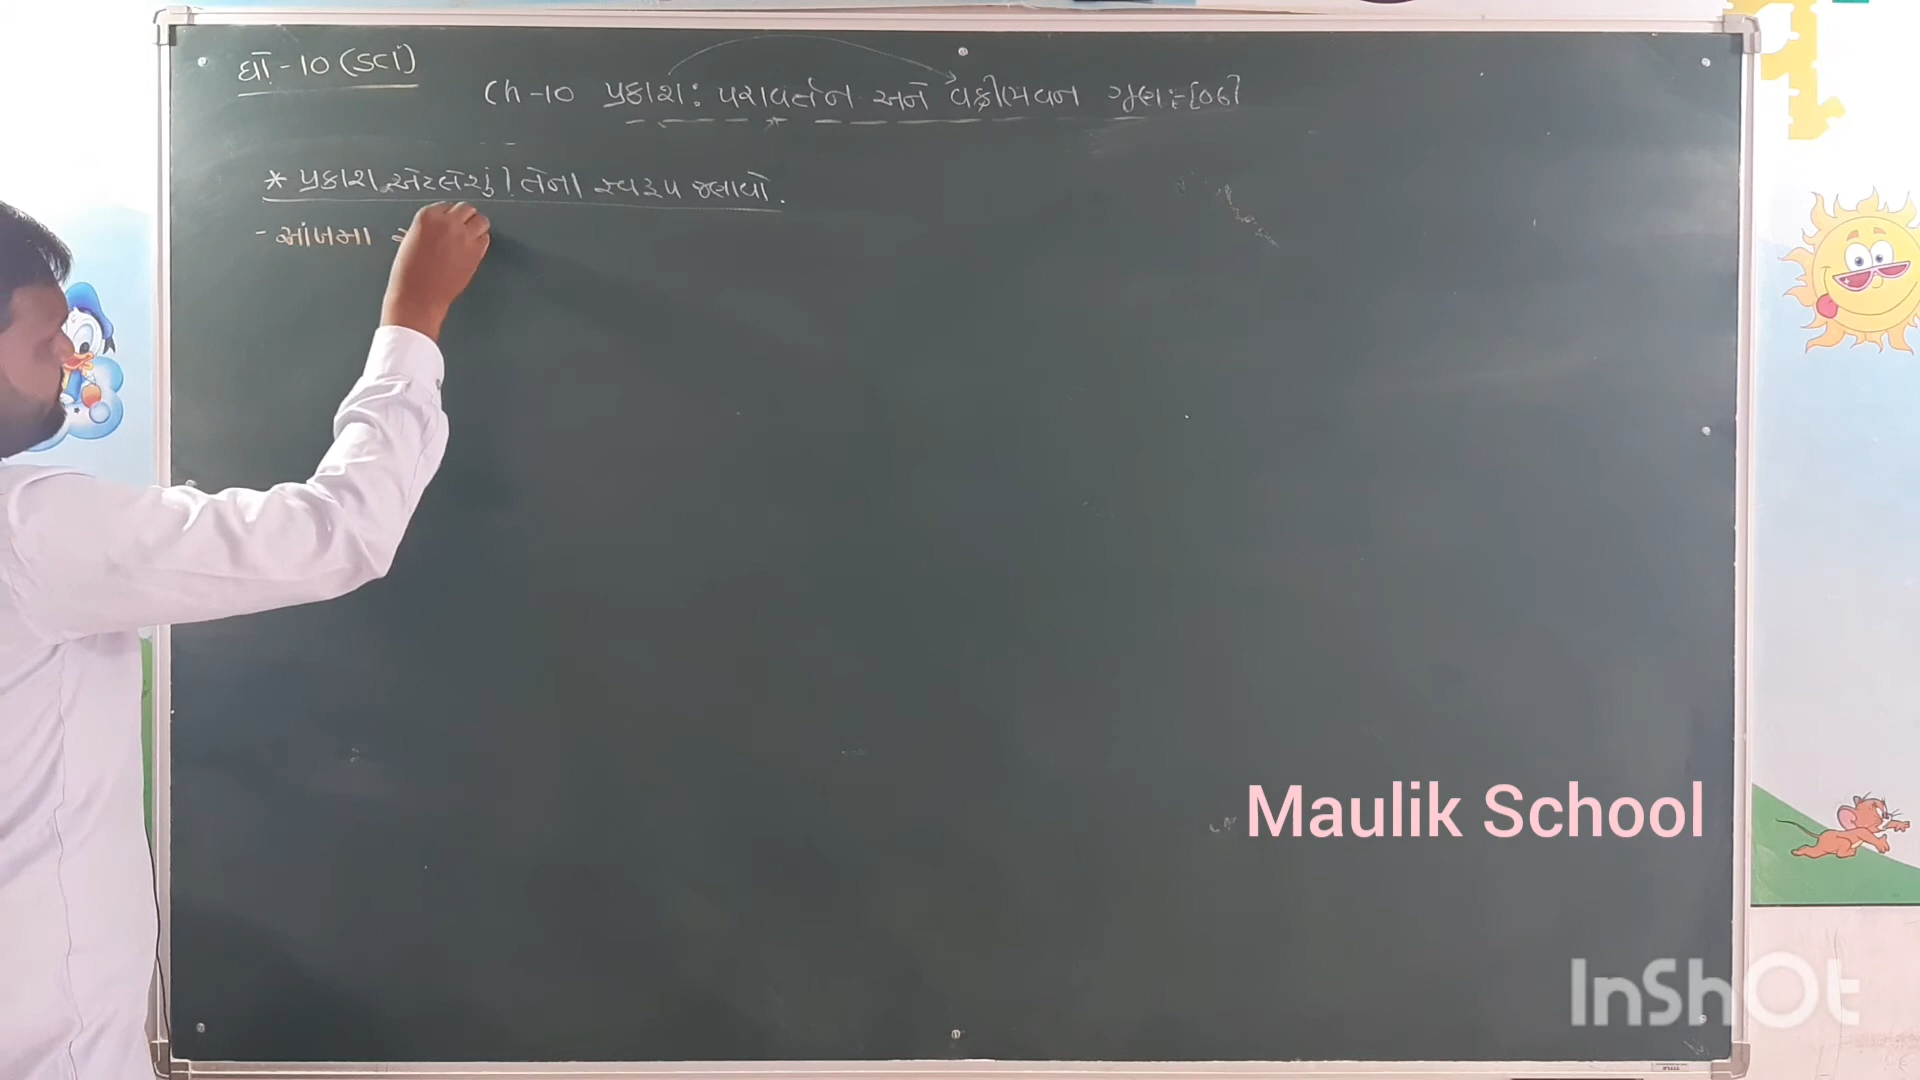 ધો.-10 (SCI)
Ch-10 પ્રકાશ: પરાવર્તન અને વક્રીભવન ગુણ:-[06]
* પ્રકાશ એટલેશું? તેના સ્વરૂપ જણાવો.
- આંખમા
Maulik School
InShOt